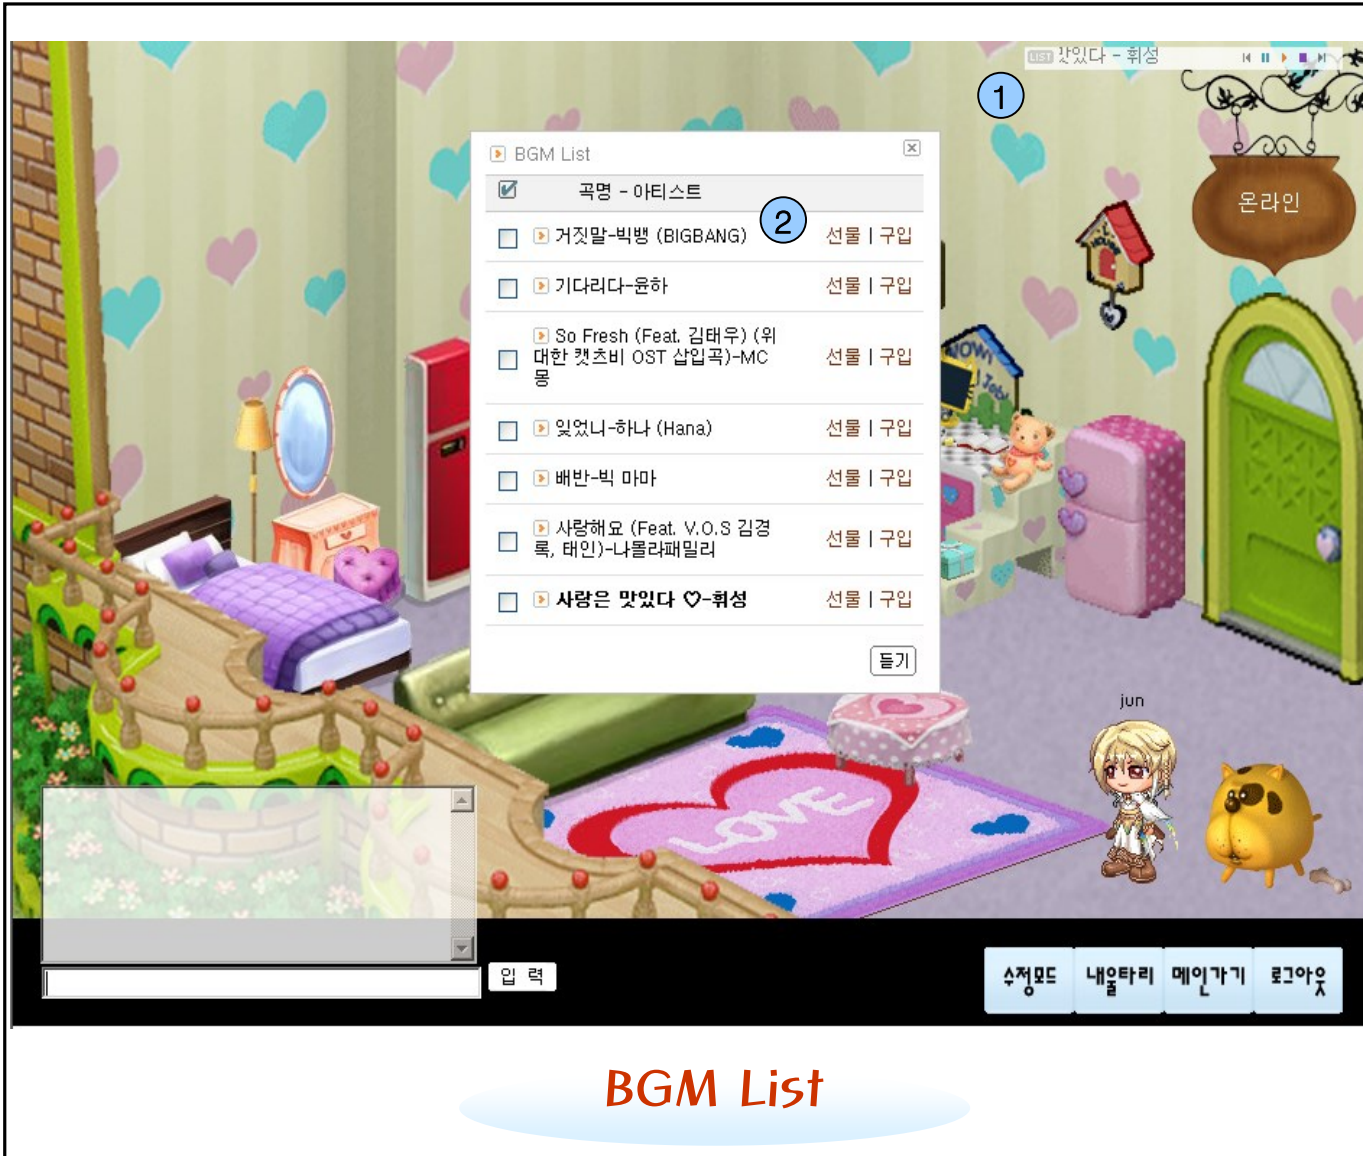 LIST 맛있다 - 휘성
1
온라인
BGM List
곡명 - 아티스트
2
거짓말-빅뱅 (BIGBANG) 선물 | 구입
기다리다-윤하 선물 | 구입
So Fresh (Feat. 김태우) (위
대한 캣츠비 OST 삽입곡)-MC
몽
선물 | 구입
잊었니-하나 (Hana) 선물 | 구입
배반-빅 마마 선물 | 구입
사랑해요 (Feat. V.O.S 김경
록, 태인)-나몰라패밀리
선물 | 구입
사랑은 맛있다 ♡-휘성 선물 | 구입
듣기
HOUSE
LOVE
jun
입 력
수정모드 내울타리 메인가기 로그아웃
BGM List